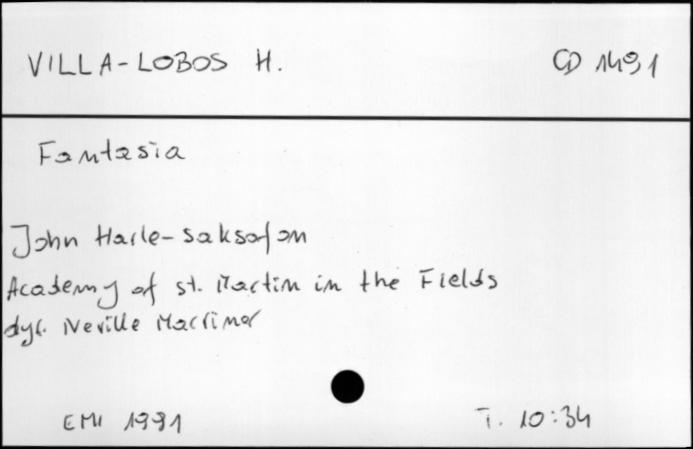 VILLA-LOBOS H. CD 1491
Fantasia
John Harle-saksofon
Academy of st. Martin in the Fields
dyr. Neville Marriner
EMI 1991 T. 10:34